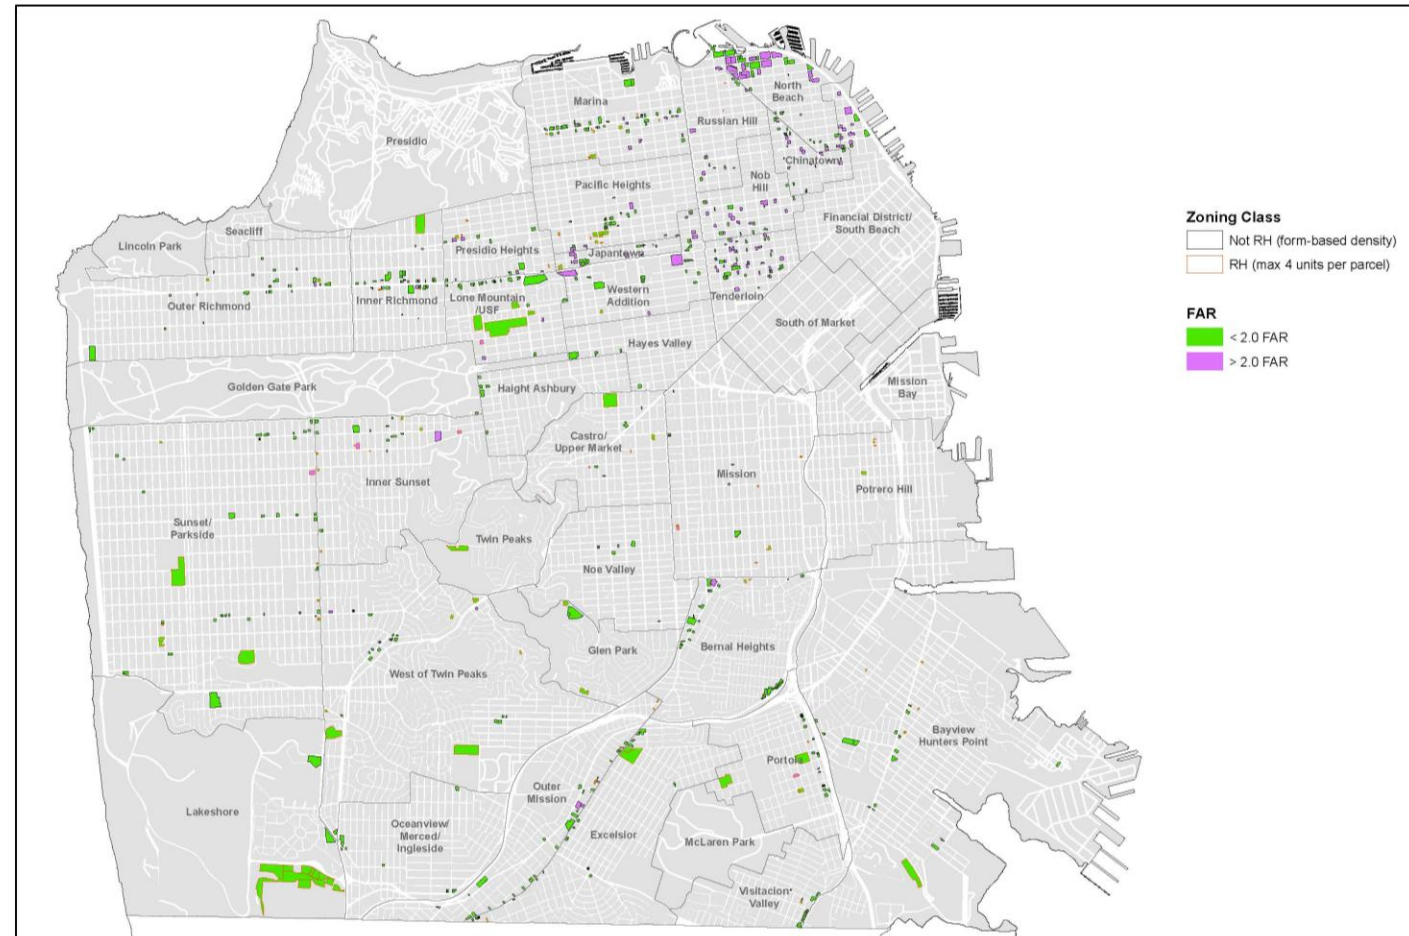 Marina
North
Beach
Russian Hill
Presidio
Chinatown
Nob
Hill
Pacific Heights
Financial District/
South Beach
Seacliff
Lincoln Park
Presidio Heights
Japantown
Outer Richmond
Inner Richmond
Lone Mountain
/USF
Western
Addition
Tenderloin
South of Market
Hayes Valley
Golden Gate Park
Haight Ashbury
Mission
Bay
Castro/
Upper Market
Inner Sunset
Mission
Potrero Hill
Sunset/
Parkside
Twin Peaks
Noe Valley
Glen Park
Bernal Heights
West of Twin Peaks
Bayview
Hunters Point
Portola
Lakeshore
Outer
Mission
Oceanview/
Merced/
Ingleside
Excelsior
McLaren Park
Visitacion
Valley
Zoning Class
Not RH (form-based density)
RH (max 4 units per parcel)
FAR
< 2.0 FAR
> 2.0 FAR